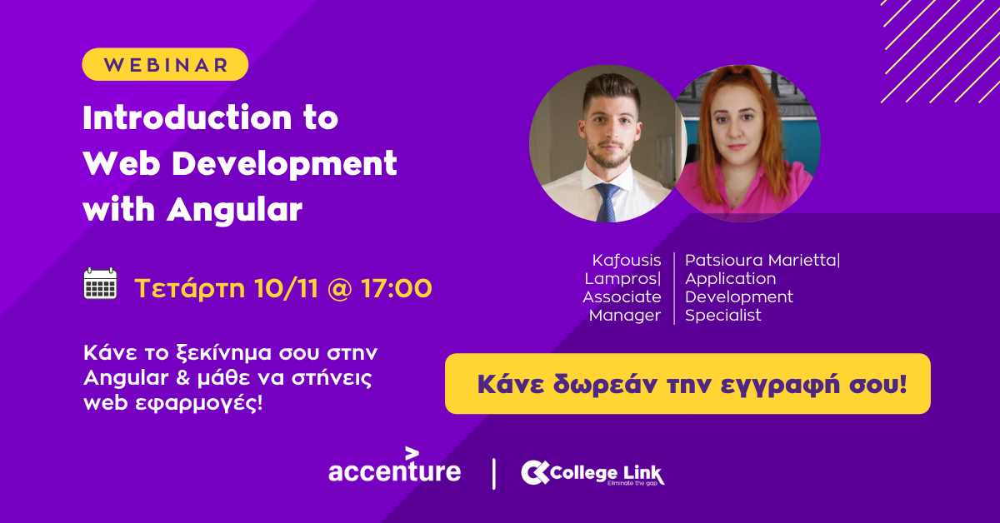 WEBINAR
Introduction to
Web Development
with Angular
Τετάρτη 10/11 @ 17:00
Κάνε το ξεκίνημα σου στην
Angular & μάθε να στήνεις
web εφαρμογές!
Kafousis
Lampros|
Associate
Manager
Patsioura Marietta|
Application
Development
Specialist
Κάνε δωρεάν την εγγραφή σου!
accenture
College Link
Eliminate the gap